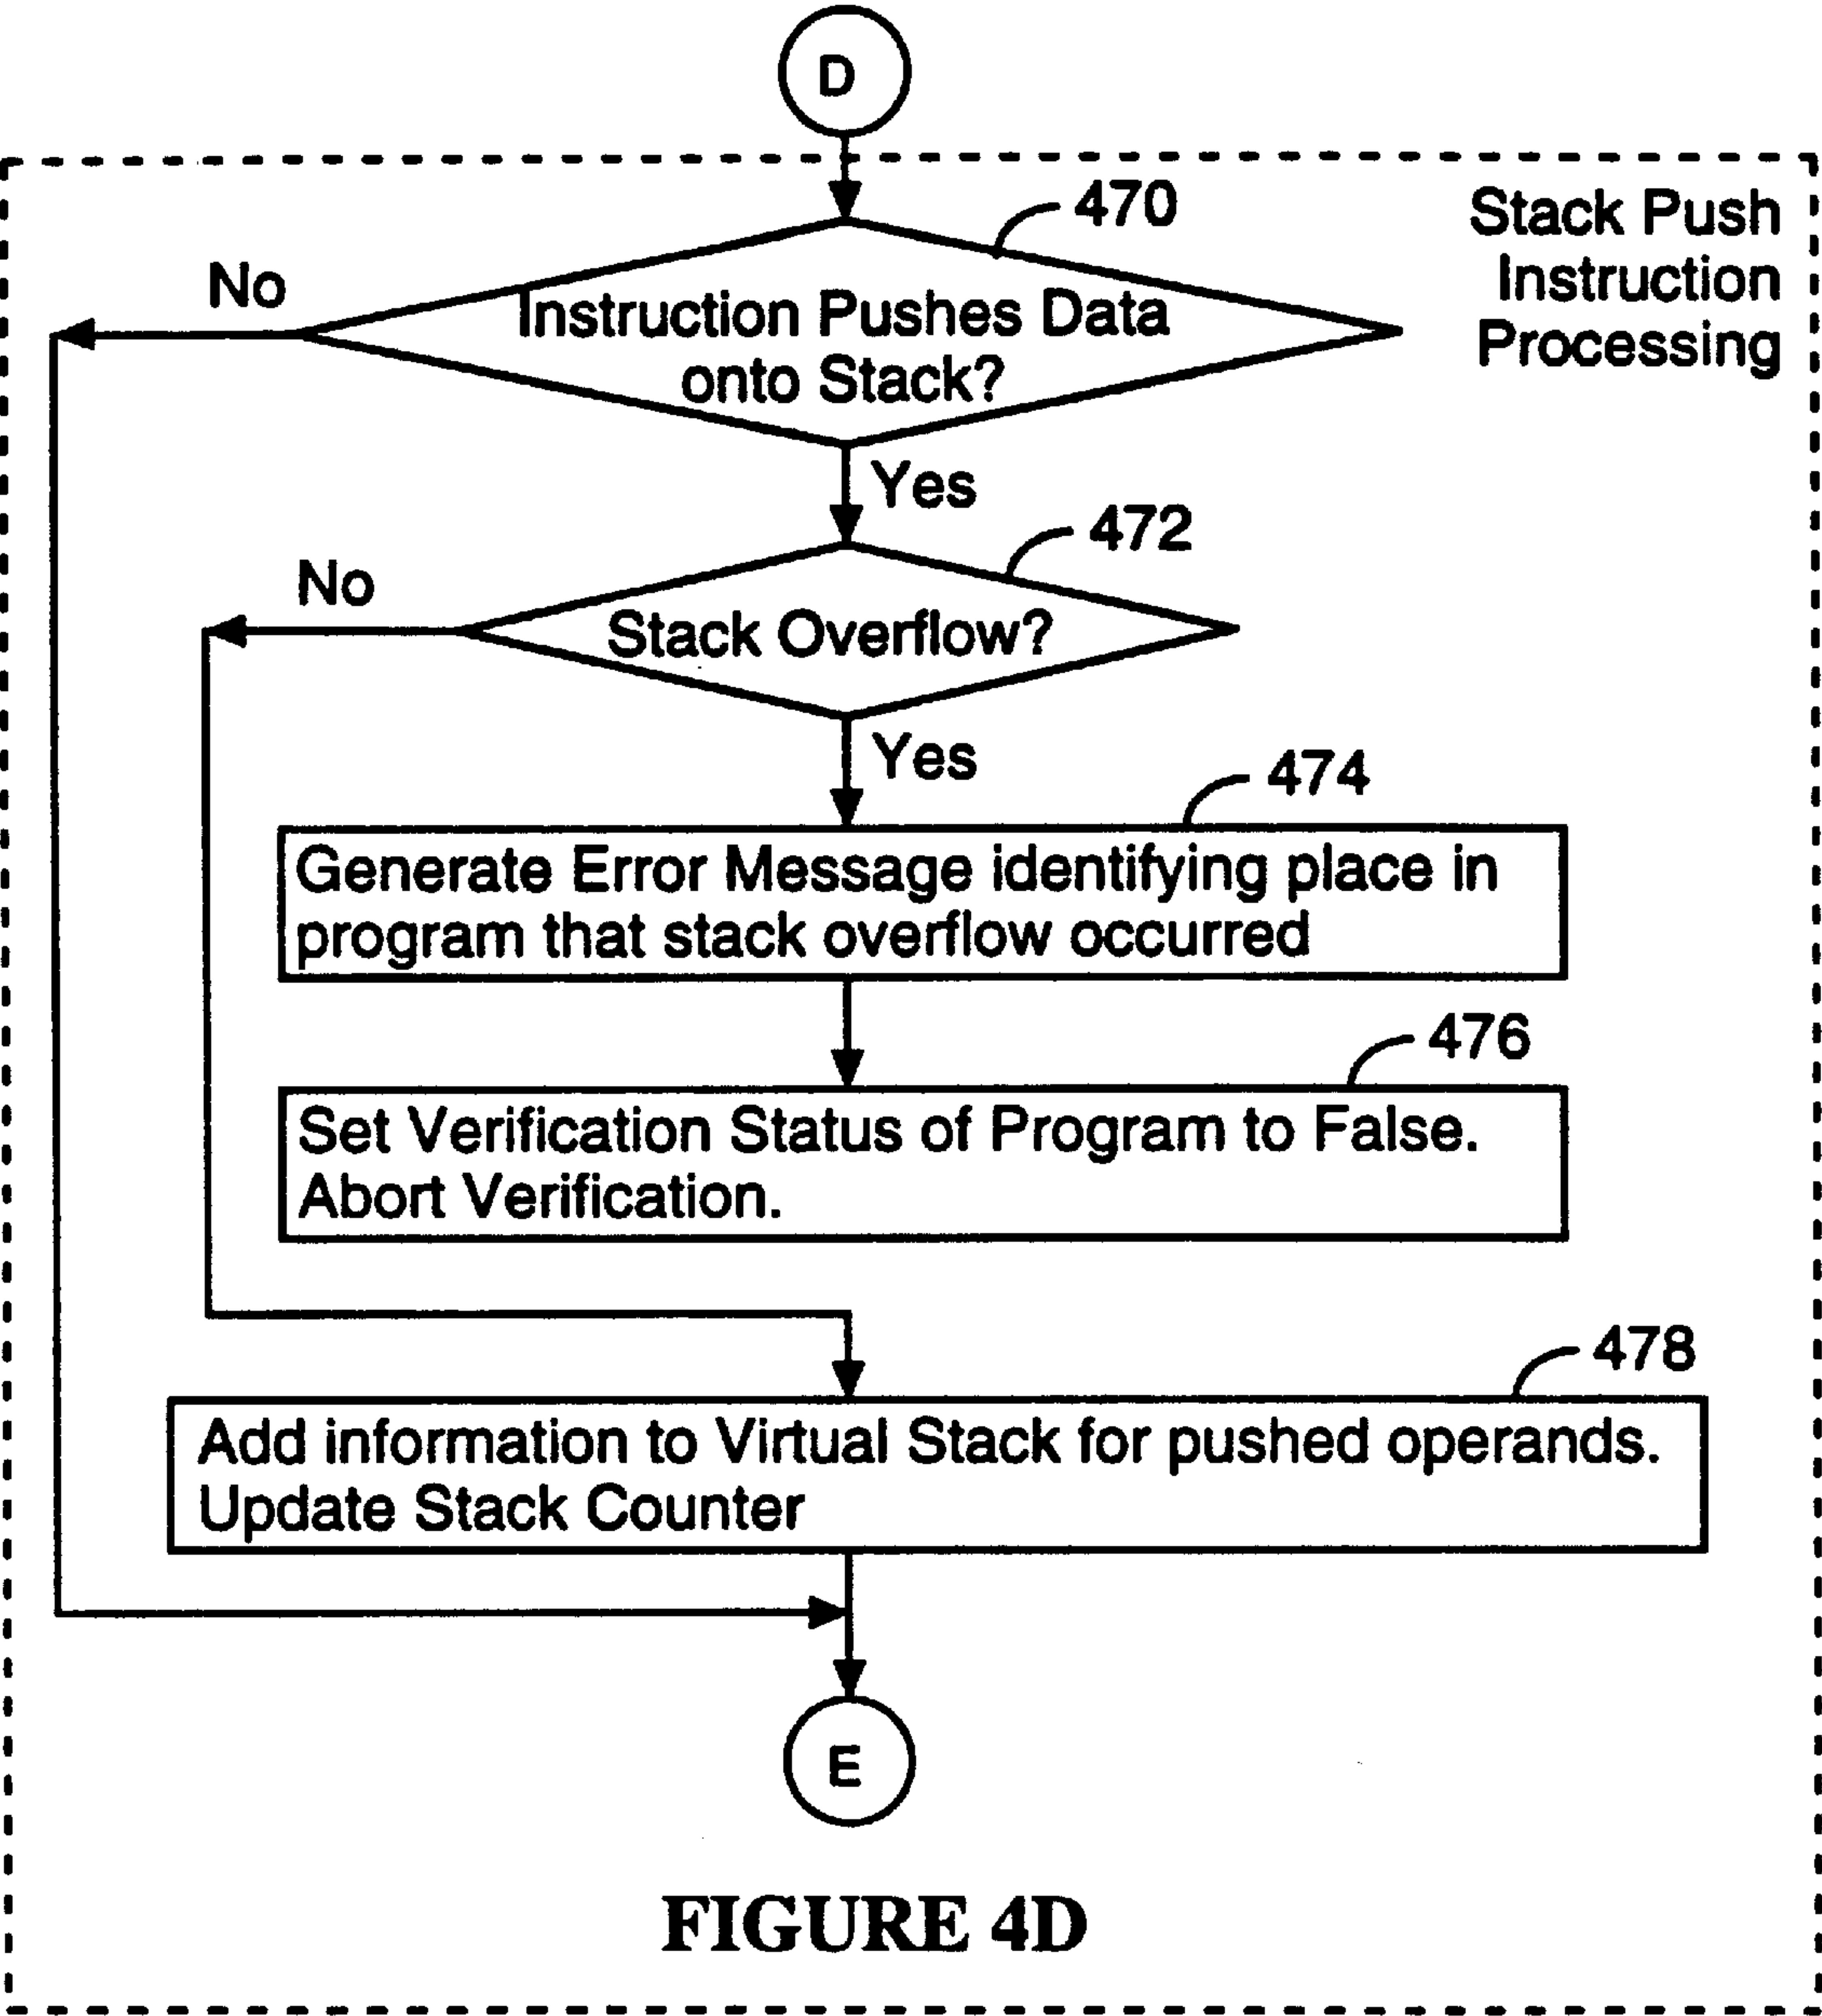 D
470
Stack Push
Instruction
Processing
No
Instruction Pushes Data
onto Stack?
Yes
472
No
Stack Overflow?
Yes
474
Generate Error Message identifying place in
program that stack overflow occurred
476
Set Verification Status of Program to False.
Abort Verification.
478
Add information to Virtual Stack for pushed operands.
Update Stack Counter
E
FIGURE 4D